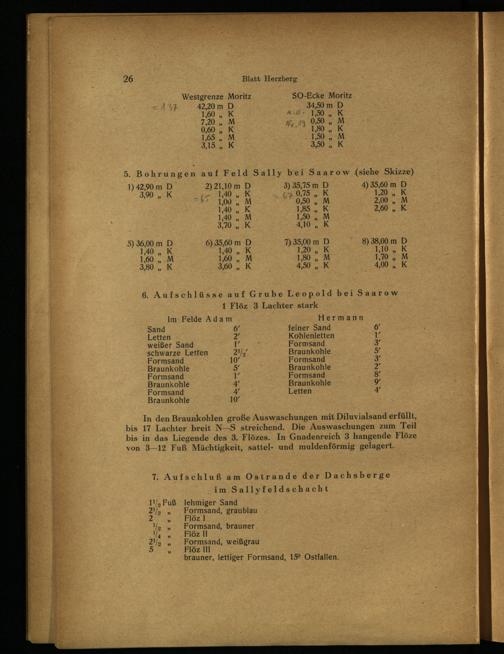 26 Blatt Herzberg
Westgrenze Moritz SO-Ecke Moritz
42,20 m D 34,50 m D
1,60 „ K 1,50 „ K
7,20 „ M 0,50 „ M
0,60 „ K 1,80 „ K
1,65 „ M 1,50 „ M
3,15 „ K 3,50 „ K
5. Bohrungen auf Feld Sally bei Saarow (siehe Skizze)
1) 42,90 m D 2) 21,10 m D 3) 35,75 m D 4) 35,60 m D
3,90 „ K 1,40 „ K 0,75 „ K 1,20 „ K
1,00 „ M 0,50 „ M 2,00 „ M
1,40 „ K 1,85 „ K 2,60 „ K
1,40 „ M 1,50 „ M
3,70 „ K 4,10 „ K
5) 36,00 m D 6) 35,60 m D 7) 35,00 m D 8) 38,00 m D
1,40 „ K 1,40 „ K 1,20 „ K 1,10 „ K
1,60 „ M 1,60 „ M 1,80 „ M 1,70 „ M
3,80 „ K 3,60 „ K 4,50 „ K 4,00 „ K
6. Aufschlüsse auf Grube Leopold bei Saarow
1 Flöz 3 Lachter stark
Im Felde Adam Hermann
Sand 6′ feiner Sand 6′
Letten 2′ Kohlenletten 1′
weißer Sand 1′ Formsand 3′
schwarze Letten 2½′ Braunkohle 5′
Formsand 10′ Formsand 3′
Braunkohle 5′ Braunkohle 2′
Formsand 1′ Formsand 8′
Braunkohle 4′ Braunkohle 9′
Formsand 4′ Letten 4′
Braunkohle 10′
In den Braunkohlen große Auswaschungen mit Diluvialsand erfüllt,
bis 17 Lachter breit N—S streichend. Die Auswaschungen zum Teil
bis in das Liegende des 3. Flözes. In Gnadenreich 3 hangende Flöze
von 3—12 Fuß Mächtigkeit, sattel- und muldenförmig gelagert.
7. Aufschluß am Ostrande der Dachsberge
im Sallyfeldschacht
1½ Fuß lehmiger Sand
2½ „ Formsand, graublau
2 „ Flöz I
½ „ Formsand, brauner
¼ „ Flöz II
2½ „ Formsand, weißgrau
5 „ Flöz III
brauner, lettiger Formsand, 15° Ostfallen.